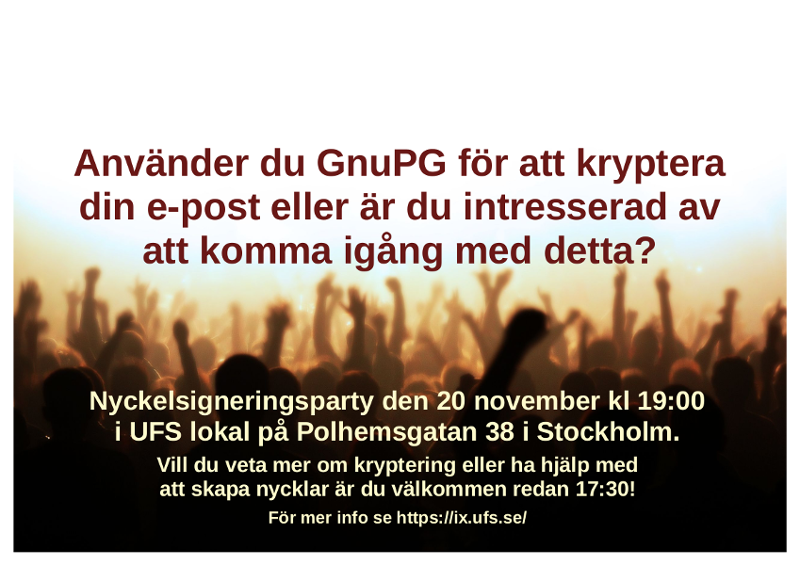 Använder du GnuPG för att kryptera
din e-post eller är du intresserad av
att komma igång med detta?
Nyckelsigneringsparty den 20 november kl 19:00
i UFS lokal på Polhemsgatan 38 i Stockholm.
Vill du veta mer om kryptering eller ha hjälp med
att skapa nycklar är du välkommen redan 17:30!
För mer info se https://ix.ufs.se/